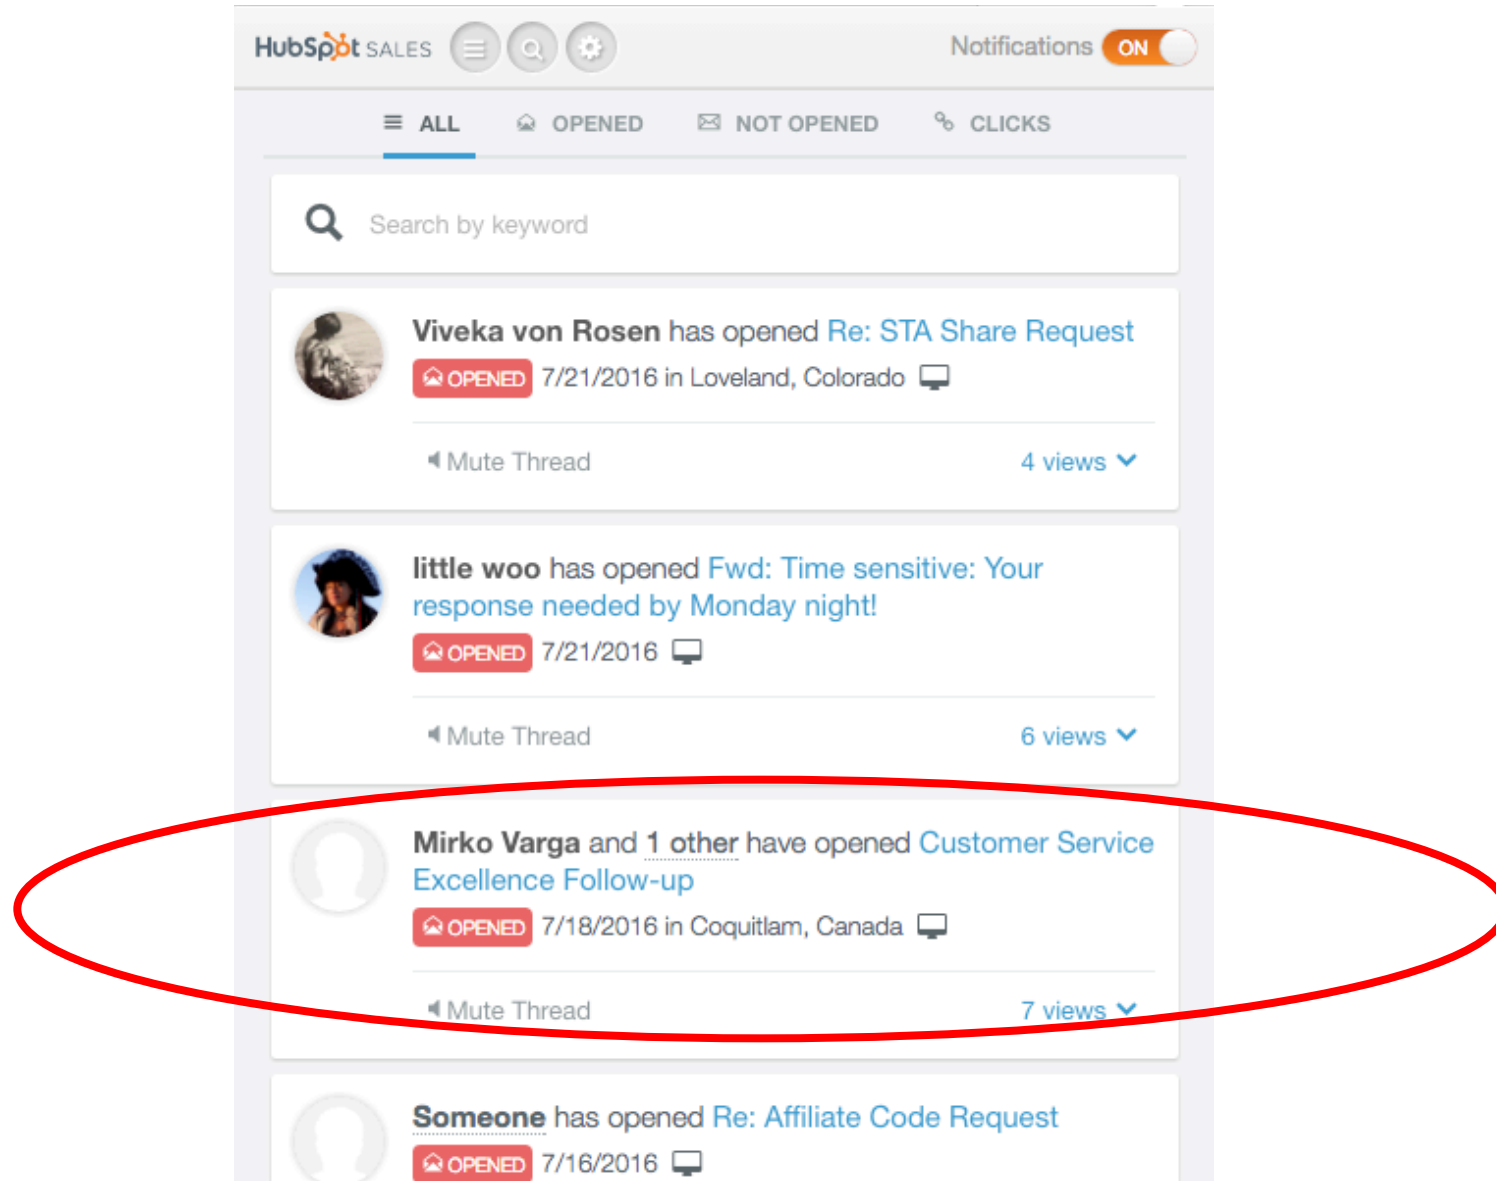 HubSpot SALES Notifications ON
ALL OPENED NOT OPENED CLICKS
Search by keyword
Viveka von Rosen has opened Re: STA Share Request
OPENED 7/21/2016 in Loveland, Colorado
Mute Thread 4 views
little woo has opened Fwd: Time sensitive: Your
response needed by Monday night!
OPENED 7/21/2016
Mute Thread 6 views
Mirko Varga and 1 other have opened Customer Service
Excellence Follow-up
OPENED 7/18/2016 in Coquitlam, Canada
Mute Thread 7 views
Someone has opened Re: Affiliate Code Request
OPENED 7/16/2016